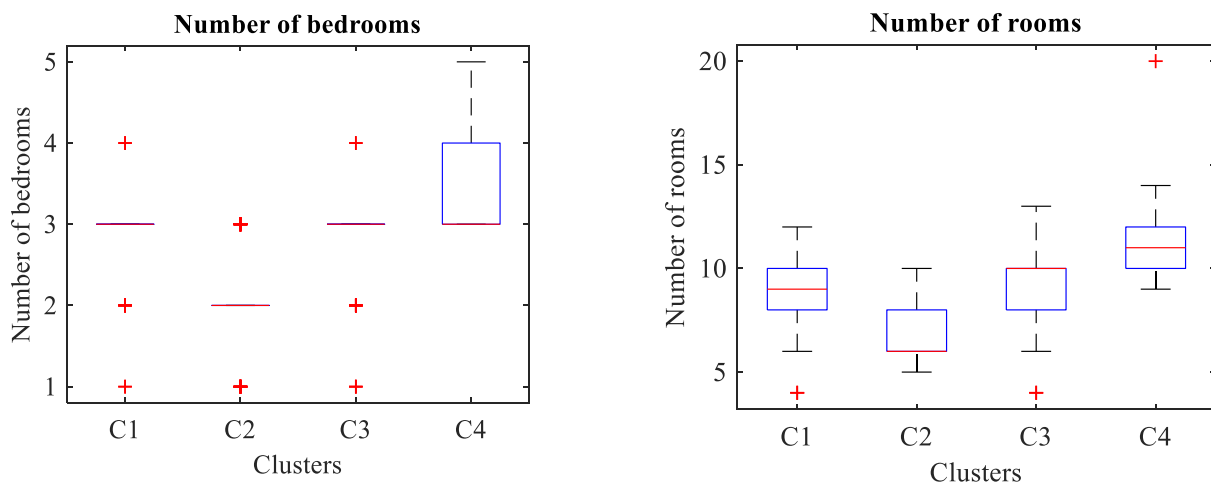 Number of bedrooms
Number of bedrooms
5
4
3
2
1
C1 C2 C3 C4
Clusters
Number of rooms
Number of rooms
20
15
10
5
C1 C2 C3 C4
Clusters